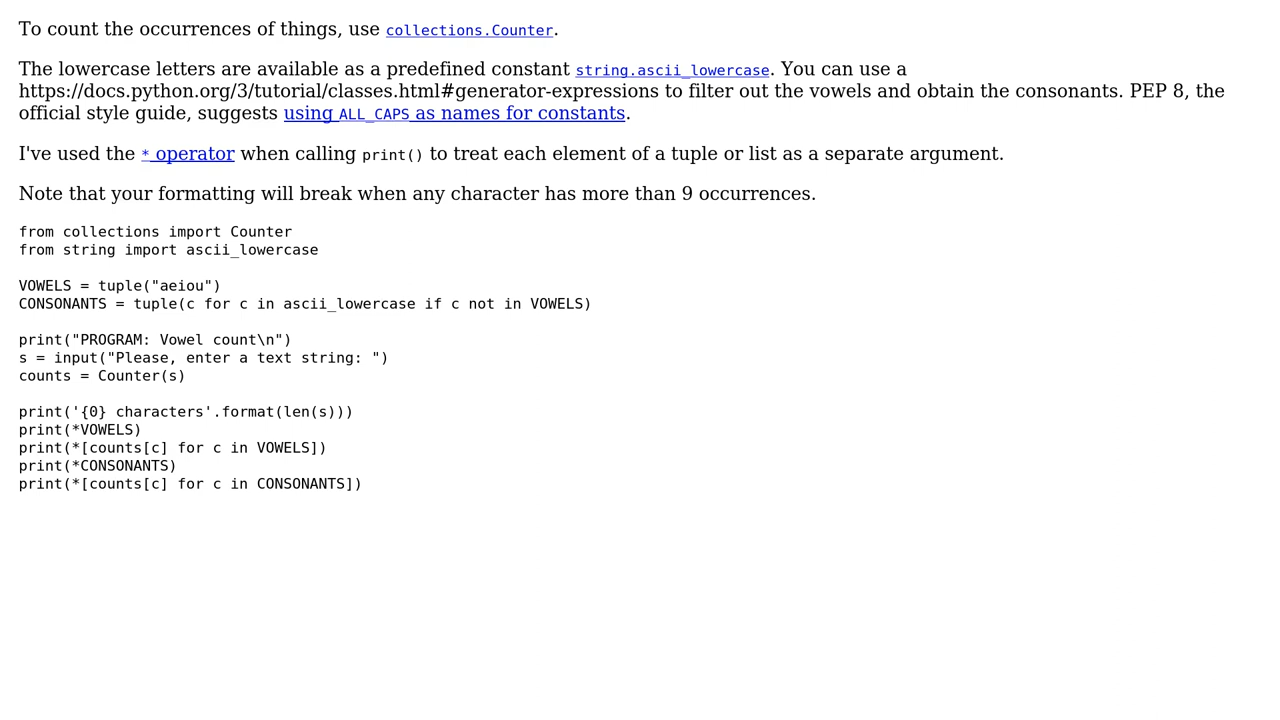 To count the occurrences of things, use collections.Counter.
The lowercase letters are available as a predefined constant string.ascii_lowercase. You can use a
https://docs.python.org/3/tutorial/classes.html#generator-expressions to filter out the vowels and obtain the consonants. PEP 8, the
official style guide, suggests using ALL_CAPS as names for constants.
I've used the * operator when calling print() to treat each element of a tuple or list as a separate argument.
Note that your formatting will break when any character has more than 9 occurrences.
from collections import Counter
from string import ascii_lowercase
VOWELS = tuple("aeiou")
CONSONANTS = tuple(c for c in ascii_lowercase if c not in VOWELS)
print("PROGRAM: Vowel count\n")
s = input("Please, enter a text string: ")
counts = Counter(s)
print('{0} characters'.format(len(s)))
print(*VOWELS)
print(*[counts[c] for c in VOWELS])
print(*CONSONANTS)
print(*[counts[c] for c in CONSONANTS])